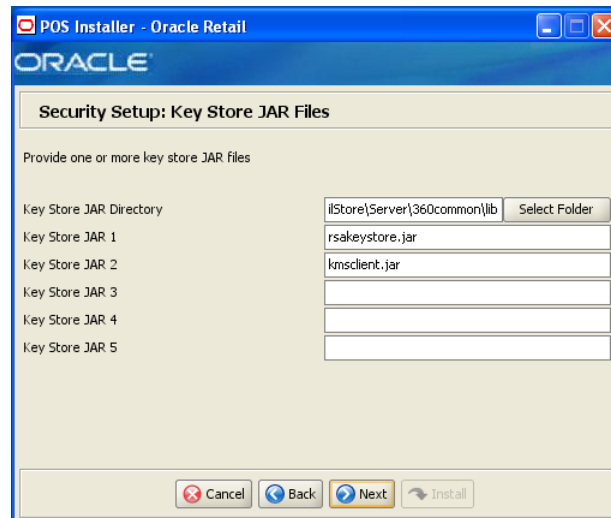 POS Installer - Oracle Retail
ORACLE
Security Setup: Key Store JAR Files
Provide one or more key store JAR files
Key Store JAR Directory ilStore\Server\360common\lib Select Folder
Key Store JAR 1 rsakeystore.jar
Key Store JAR 2 kmsclient.jar
Key Store JAR 3
Key Store JAR 4
Key Store JAR 5
Cancel Back Next Install